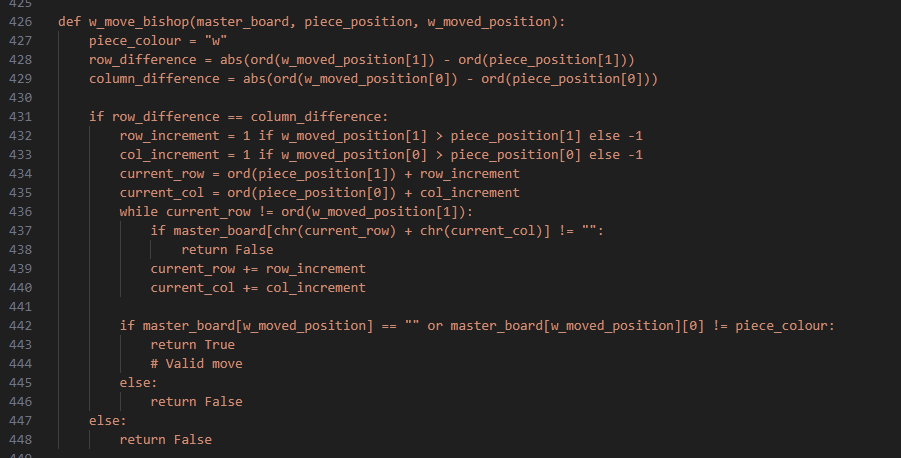 425
426 def w_move_bishop(master_board, piece_position, w_moved_position):
427     piece_colour = "w"
428     row_difference = abs(ord(w_moved_position[1]) - ord(piece_position[1]))
429     column_difference = abs(ord(w_moved_position[0]) - ord(piece_position[0]))
430
431     if row_difference == column_difference:
432         row_increment = 1 if w_moved_position[1] > piece_position[1] else -1
433         col_increment = 1 if w_moved_position[0] > piece_position[0] else -1
434         current_row = ord(piece_position[1]) + row_increment
435         current_col = ord(piece_position[0]) + col_increment
436         while current_row != ord(w_moved_position[1]):
437             if master_board[chr(current_row) + chr(current_col)] != "":
438                 return False
439             current_row += row_increment
440             current_col += col_increment
441
442         if master_board[w_moved_position] == "" or master_board[w_moved_position][0] != piece_colour:
443             return True
444             # Valid move
445         else:
446             return False
447     else:
448         return False
449